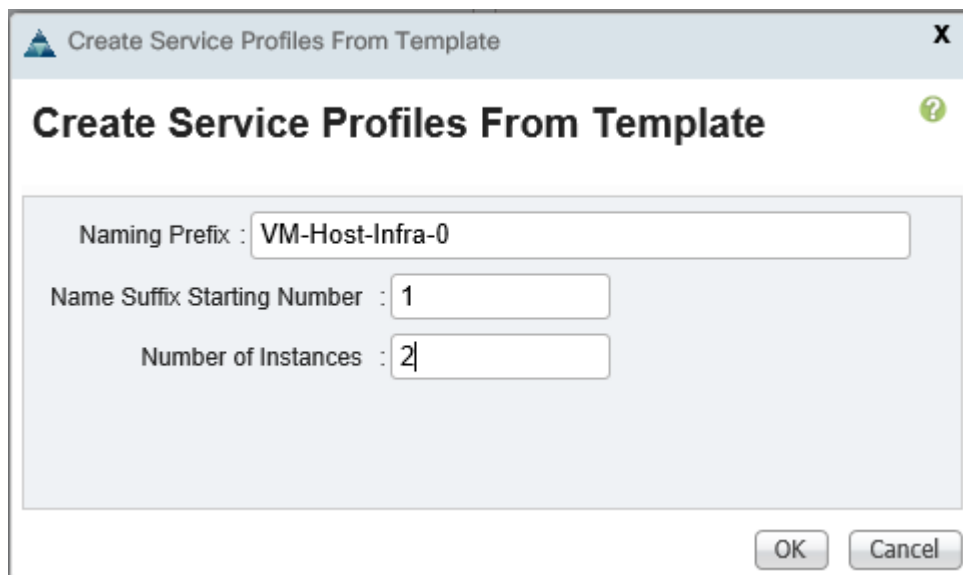 Create Service Profiles From Template
x
Create Service Profiles From Template
?
Naming Prefix : VM-Host-Infra-0
Name Suffix Starting Number : 1
Number of Instances : 2
OK Cancel